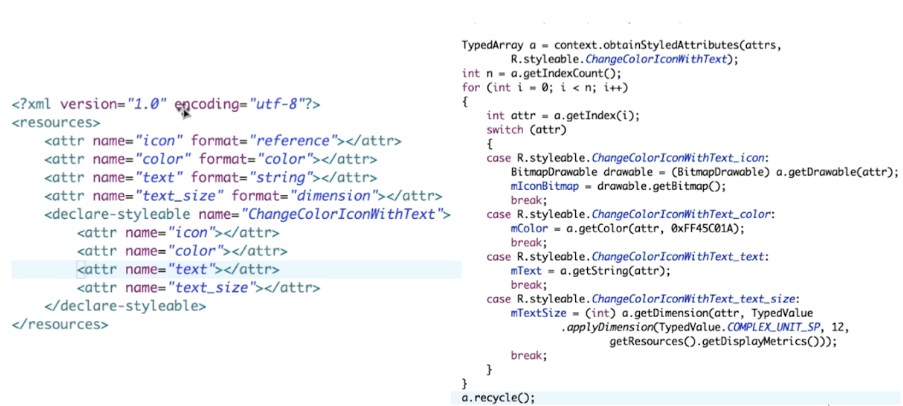 <?xml version="1.0" encoding="utf-8"?>
<resources>
<attr name="icon" format="reference"></attr>
<attr name="color" format="color"></attr>
<attr name="text" format="string"></attr>
<attr name="text_size" format="dimension"></attr>
<declare-styleable name="ChangeColorIconWithText">
<attr name="icon"></attr>
<attr name="color"></attr>
<attr name="text"></attr>
<attr name="text_size"></attr>
</declare-styleable>
</resources>
TypedArray a = context.obtainStyledAttributes(attrs,
R.styleable.ChangeColorIconWithText);
int n = a.getIndexCount();
for (int i = 0; i < n; i++)
{
int attr = a.getIndex(i);
switch (attr)
{
case R.styleable.ChangeColorIconWithText_icon:
BitmapDrawable drawable = (BitmapDrawable) a.getDrawable(attr);
mIconBitmap = drawable.getBitmap();
break;
case R.styleable.ChangeColorIconWithText_color:
mColor = a.getColor(attr, 0xFF45C01A);
break;
case R.styleable.ChangeColorIconWithText_text:
mText = a.getString(attr);
break;
case R.styleable.ChangeColorIconWithText_text_size:
mTextSize = (int) a.getDimension(attr, TypedValue
.applyDimension(TypedValue.COMPLEX_UNIT_SP, 12,
getResources().getDisplayMetrics()));
break;
}
}
a.recycle();